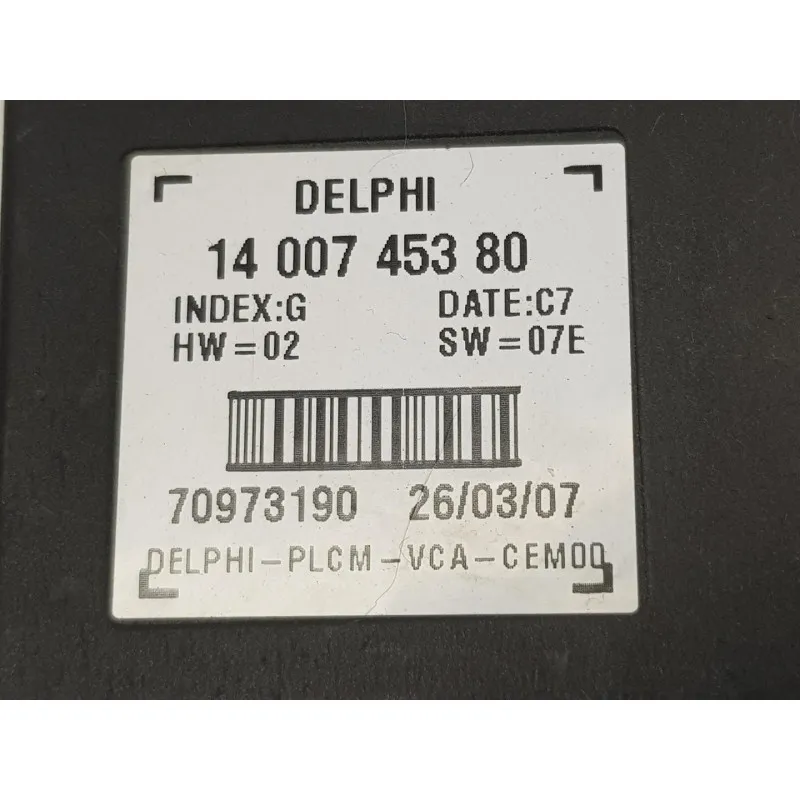 DELPHI
14 007 453 80
INDEX:G DATE:C7
HW=02 SW=07E
70973190 26/03/07
DELPHI-PLCM-VCA-CEM00